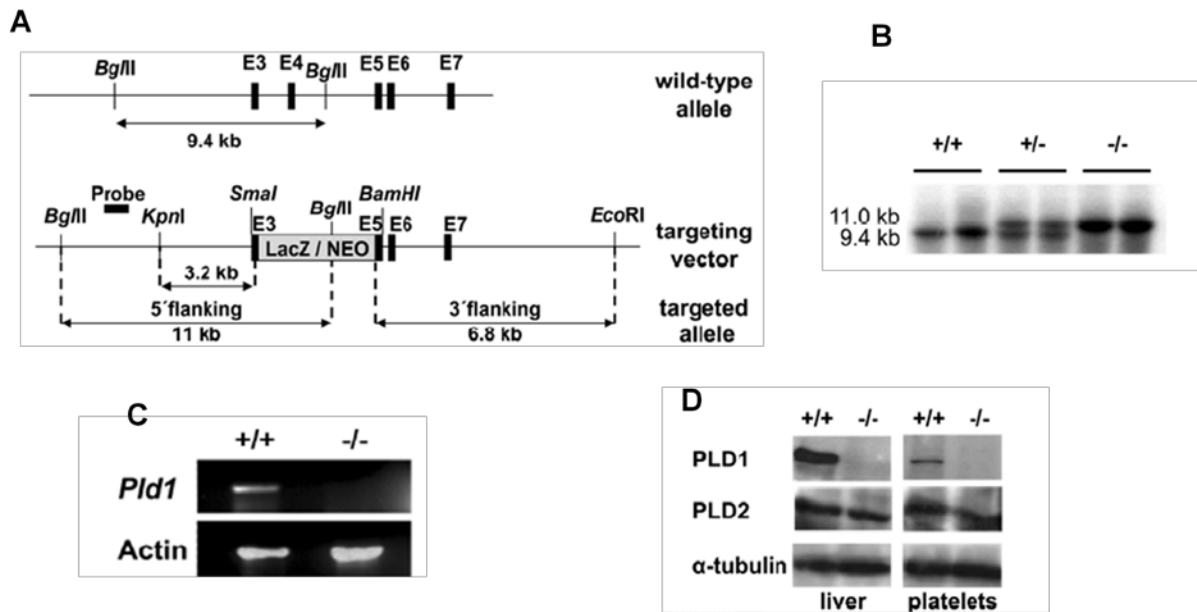 A
BglII E3 E4 BglII E5 E6 E7
wild-type allele
9.4 kb
Probe
BglII KpnI SmaI E3 BglII E5 BamHI E6 E7 EcoRI
LacZ / NEO
targeting vector
3.2 kb
5´flanking 3´flanking
11 kb 6.8 kb
targeted allele
B
+/+ +/- -/-
11.0 kb
9.4 kb
C
+/+ -/-
Pld1
Actin
D
+/+ -/- +/+ -/-
PLD1
PLD2
α-tubulin
liver platelets